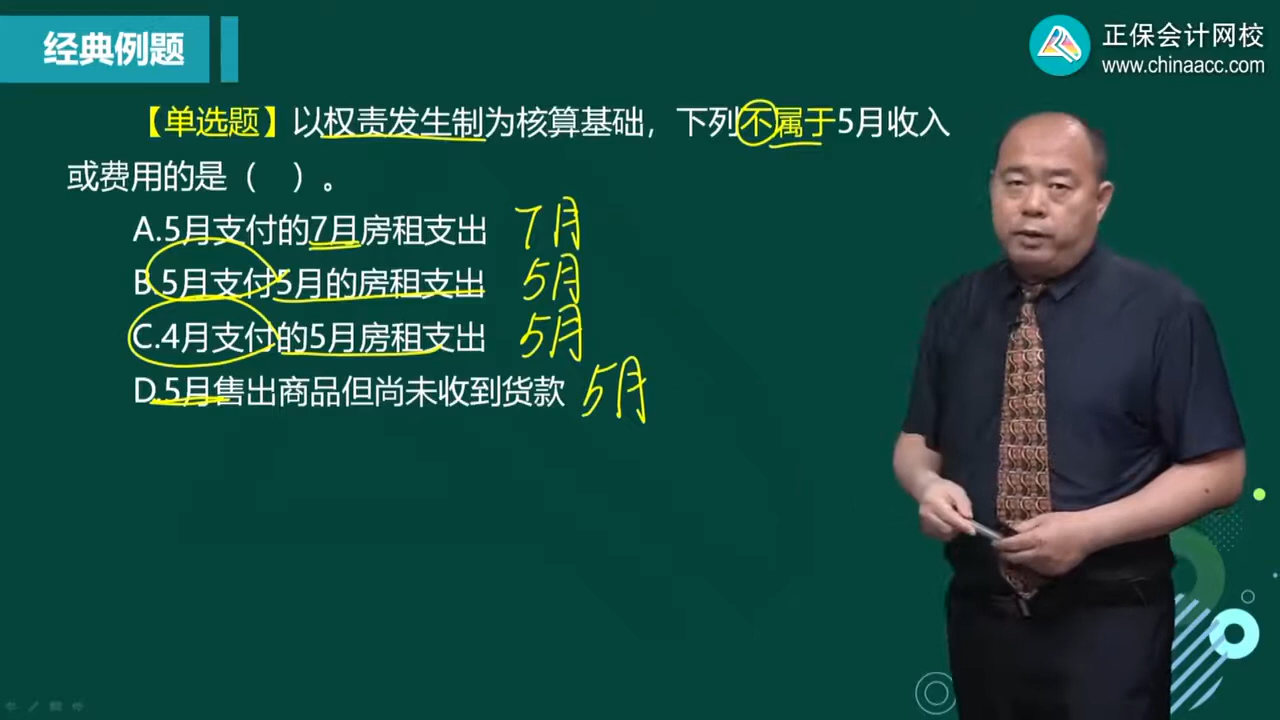 经典例题
正保会计网校
www.chinaacc.com
【单选题】以权责发生制为核算基础，下列不属于5月收入
或费用的是（ ）。
A.5月支付的7月房租支出 7月
B.5月支付5月的房租支出 5月
C.4月支付的5月房租支出 5月
D.5月售出商品但尚未收到货款 5月